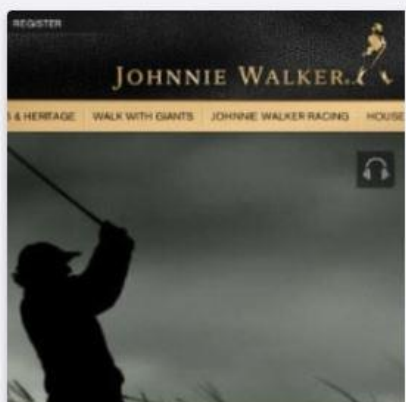 REGISTER
JOHNNIE WALKER.
& HERITAGE WALK WITH GIANTS JOHNNIE WALKER RACING HOUSE